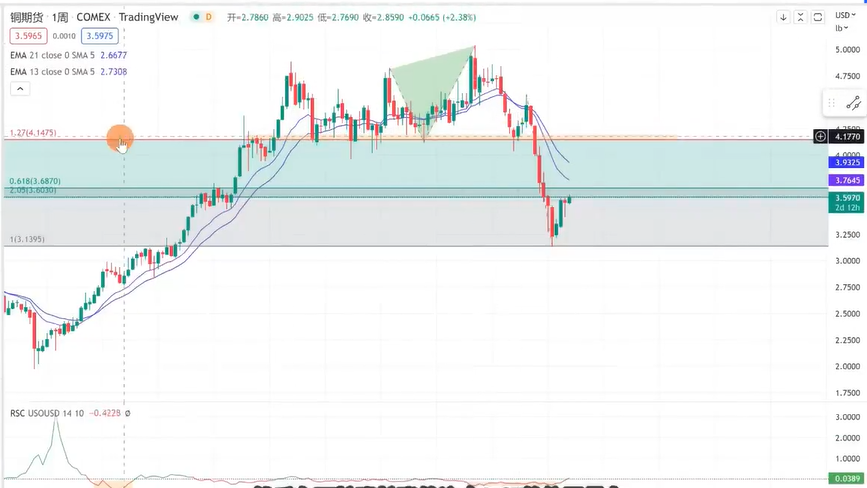 铜期货 · 1周 · COMEX · TradingView D 开=2.7860 高=2.9025 低=2.7690 收=2.8590 +0.0665 (+2.38%)
USD
lb
3.5965 0.0010 3.5975
EMA 21 close 0 SMA 5 2.6677
EMA 13 close 0 SMA 5 2.7308
5.0000
4.7500
1.27(4.1475)
4.1770
4.0000
3.9325
0.618(3.6870)
3.7645
2.05(3.6030)
3.5970
2d 12h
1(3.1395)
3.2500
3.0000
2.7500
2.5000
2.2500
2.0000
1.7500
RSC USOUSD 14 10 −0.4228 ø
3.0000
2.0000
1.0000
0.0389